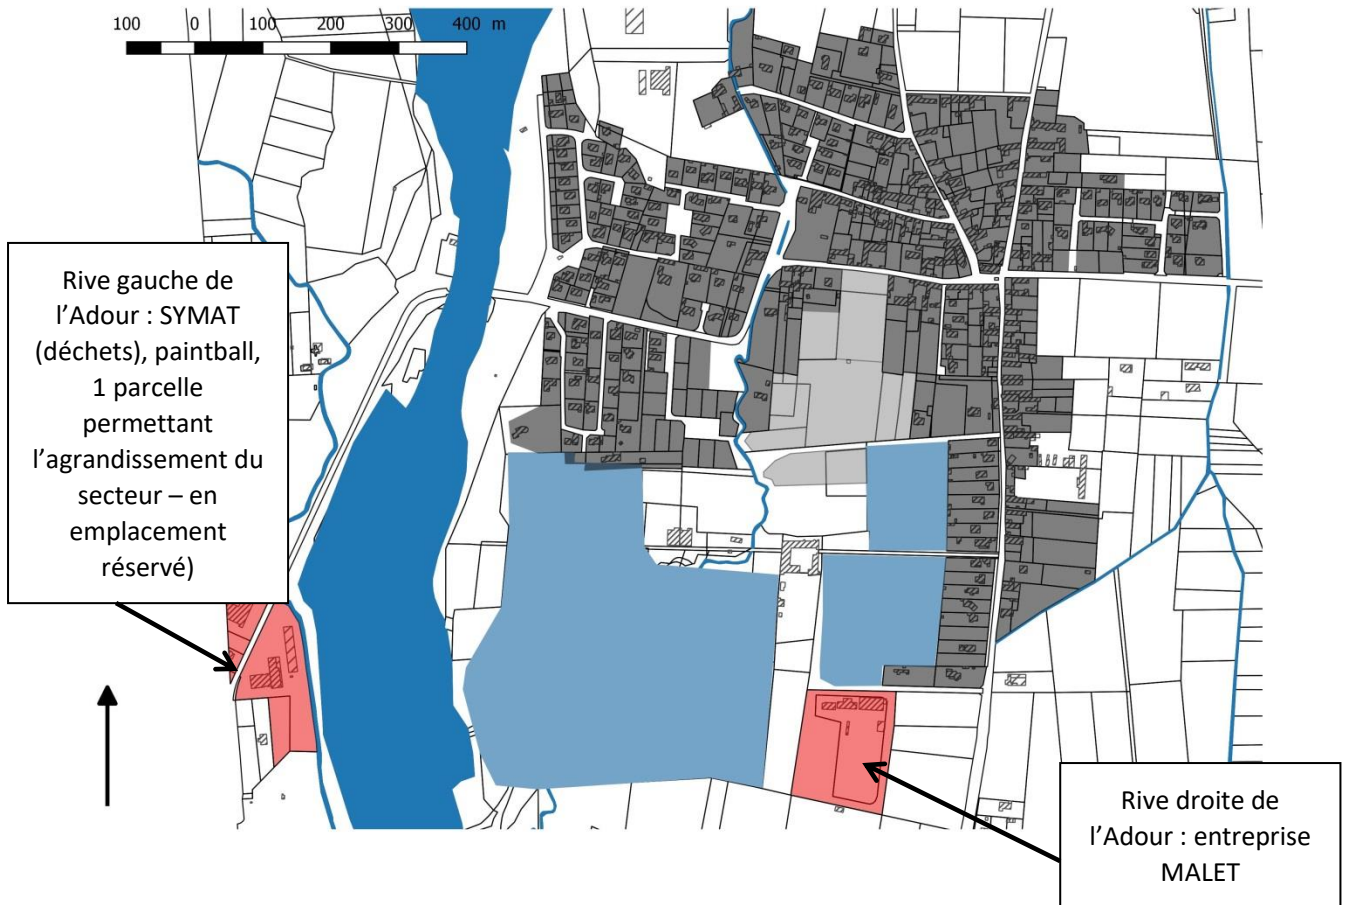 100 0 100 200 300 400 m
Rive gauche de
l’Adour : SYMAT
(déchets), paintball,
1 parcelle
permettant
l’agrandissement du
secteur – en
emplacement
réservé)
Rive droite de
l’Adour : entreprise
MALET